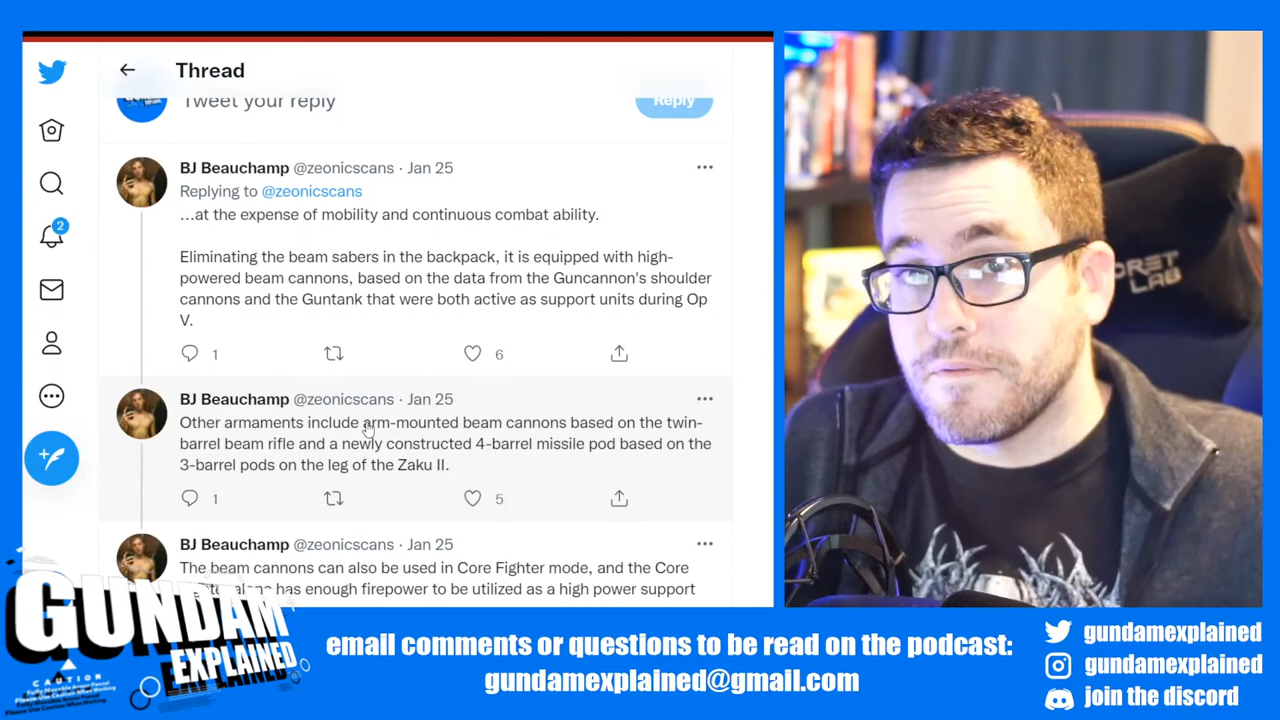 Thread
Tweet your reply
Reply
BJ Beauchamp @zeonicscans · Jan 25
Replying to @zeonicscans
...at the expense of mobility and continuous combat ability.
Eliminating the beam sabers in the backpack, it is equipped with high-
powered beam cannons, based on the data from the Guncannon's shoulder
cannons and the Guntank that were both active as support units during Op
V.
1
6
2
BJ Beauchamp @zeonicscans · Jan 25
Other armaments include arm-mounted beam cannons based on the twin-
barrel beam rifle and a newly constructed 4-barrel missile pod based on the
3-barrel pods on the leg of the Zaku II.
1
5
BJ Beauchamp @zeonicscans · Jan 25
The beam cannons can also be used in Core Fighter mode, and the Core
has enough firepower to be utilized as a high power support
GUNDAM
EXPLAINED
CAUTION
email comments or questions to be read on the podcast:
gundamexplained@gmail.com
gundamexplained
gundamexplained
join the discord
LAB